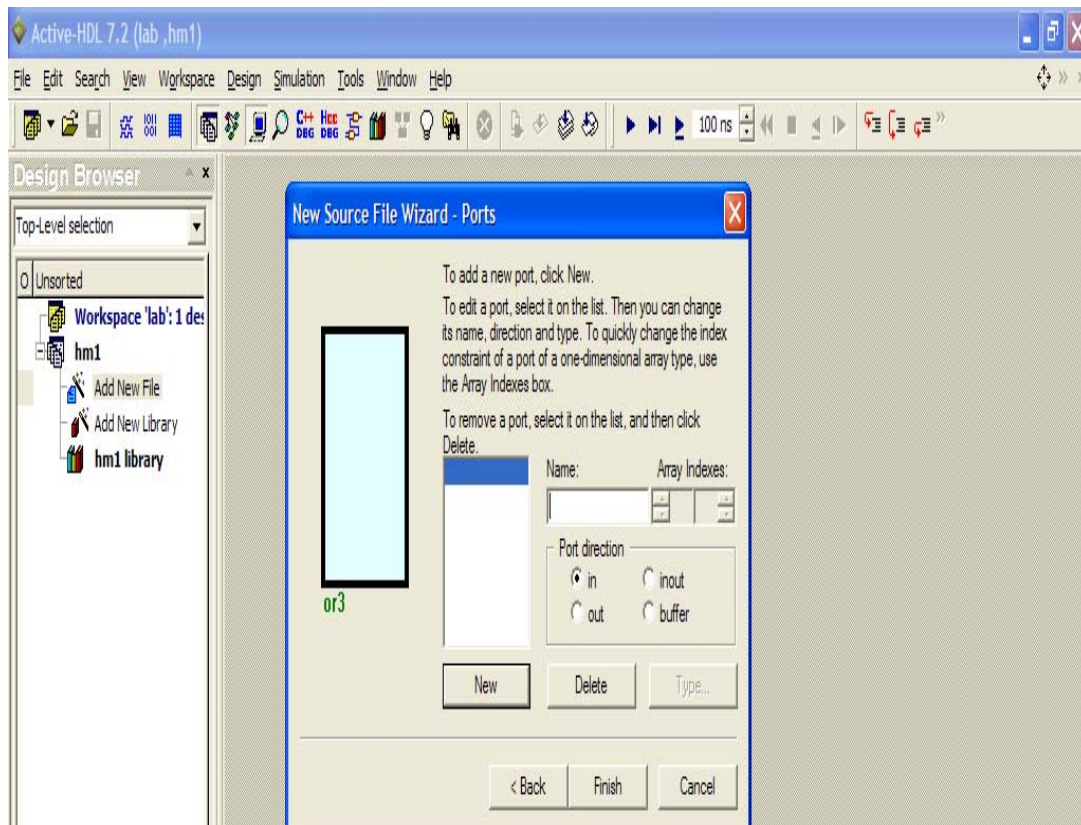 Active-HDL 7.2 (lab ,hm1)
File Edit Search View Workspace Design Simulation Tools Window Help
C++ DBG HCC DBG 100 ns
Design Browser
Top-Level selection
O Unsorted
Workspace 'lab': 1 des
hm1
Add New File
Add New Library
hm1 library
New Source File Wizard - Ports
To add a new port, click New.
To edit a port, select it on the list. Then you can change
its name, direction and type. To quickly change the index
constraint of a port of a one-dimensional array type, use
the Array Indexes box.
To remove a port, select it on the list, and then click
Delete.
Name: Array Indexes:
Port direction
in inout
out buffer
or3
New Delete Type...
< Back Finish Cancel